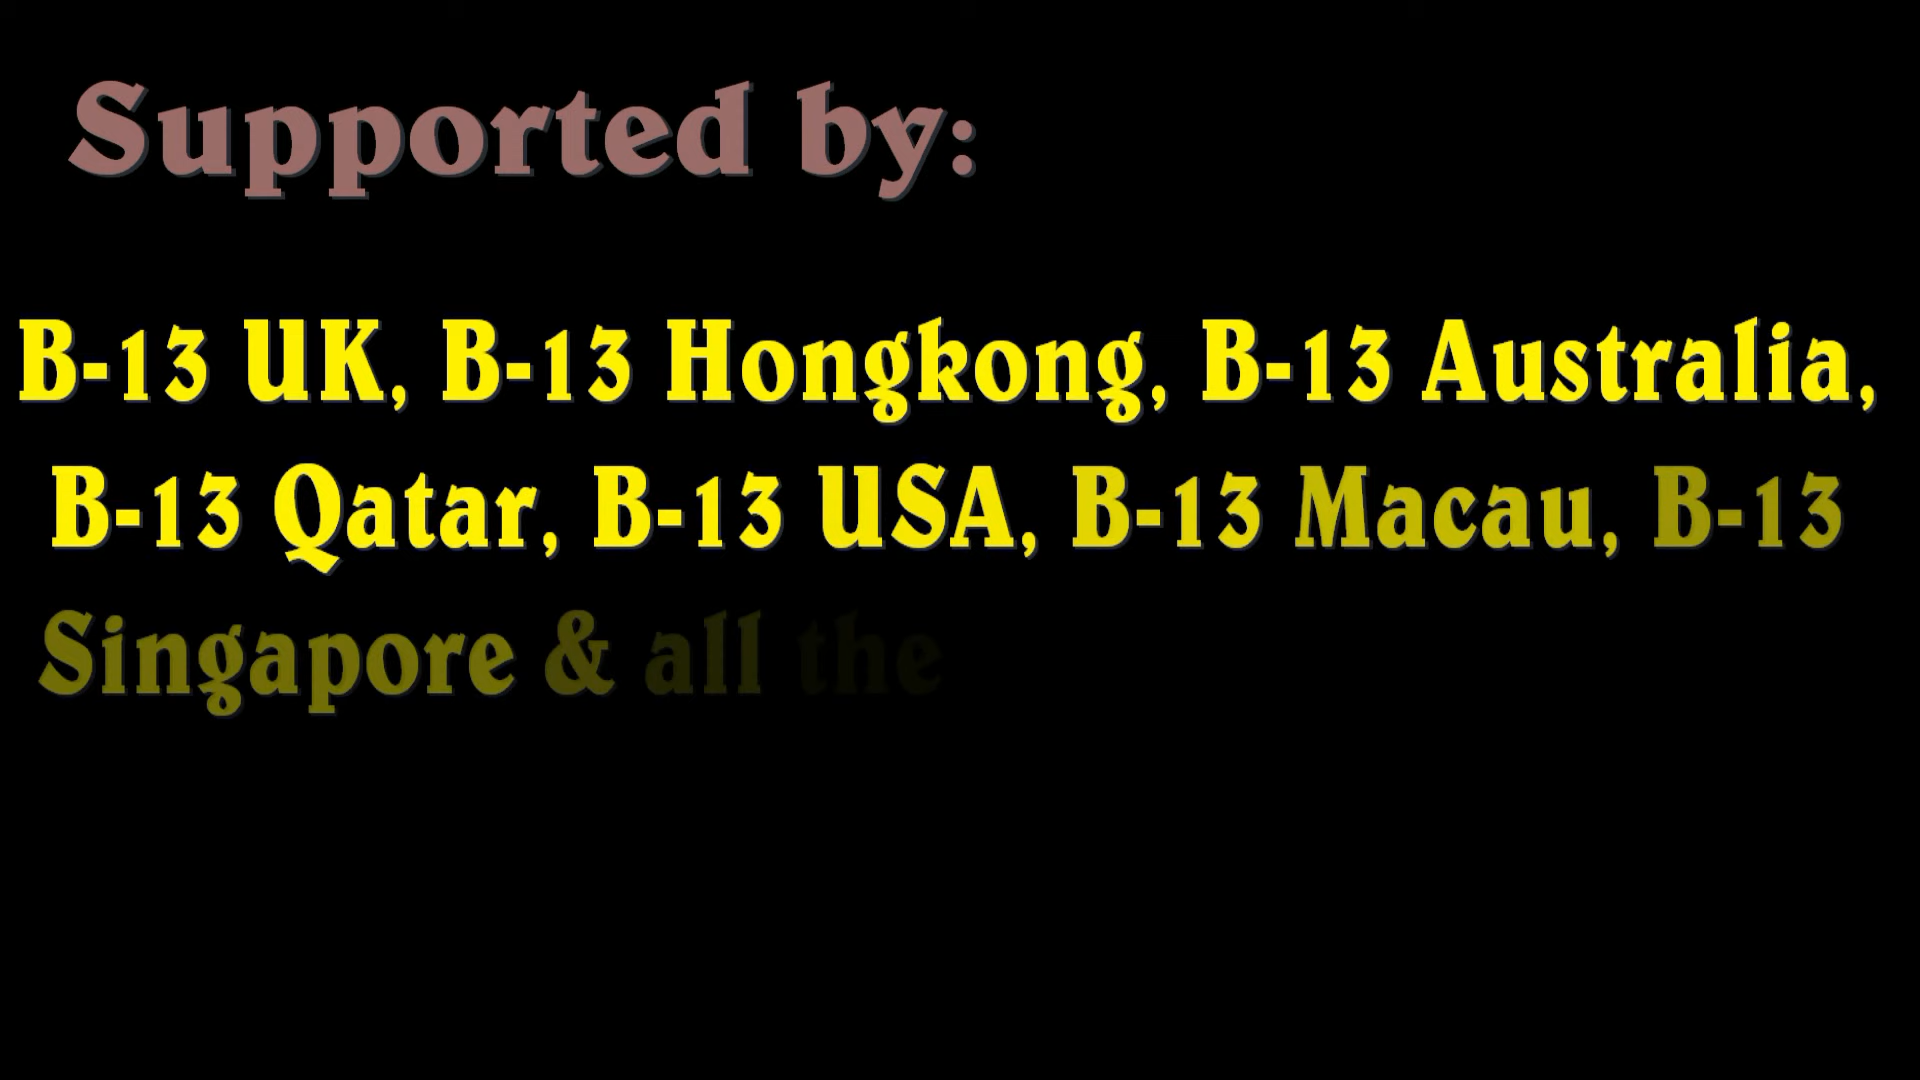 Supported by:
B-13 UK, B-13 Hongkong, B-13 Australia,
B-13 Qatar, B-13 USA, B-13 Macau, B-13
Singapore & all the